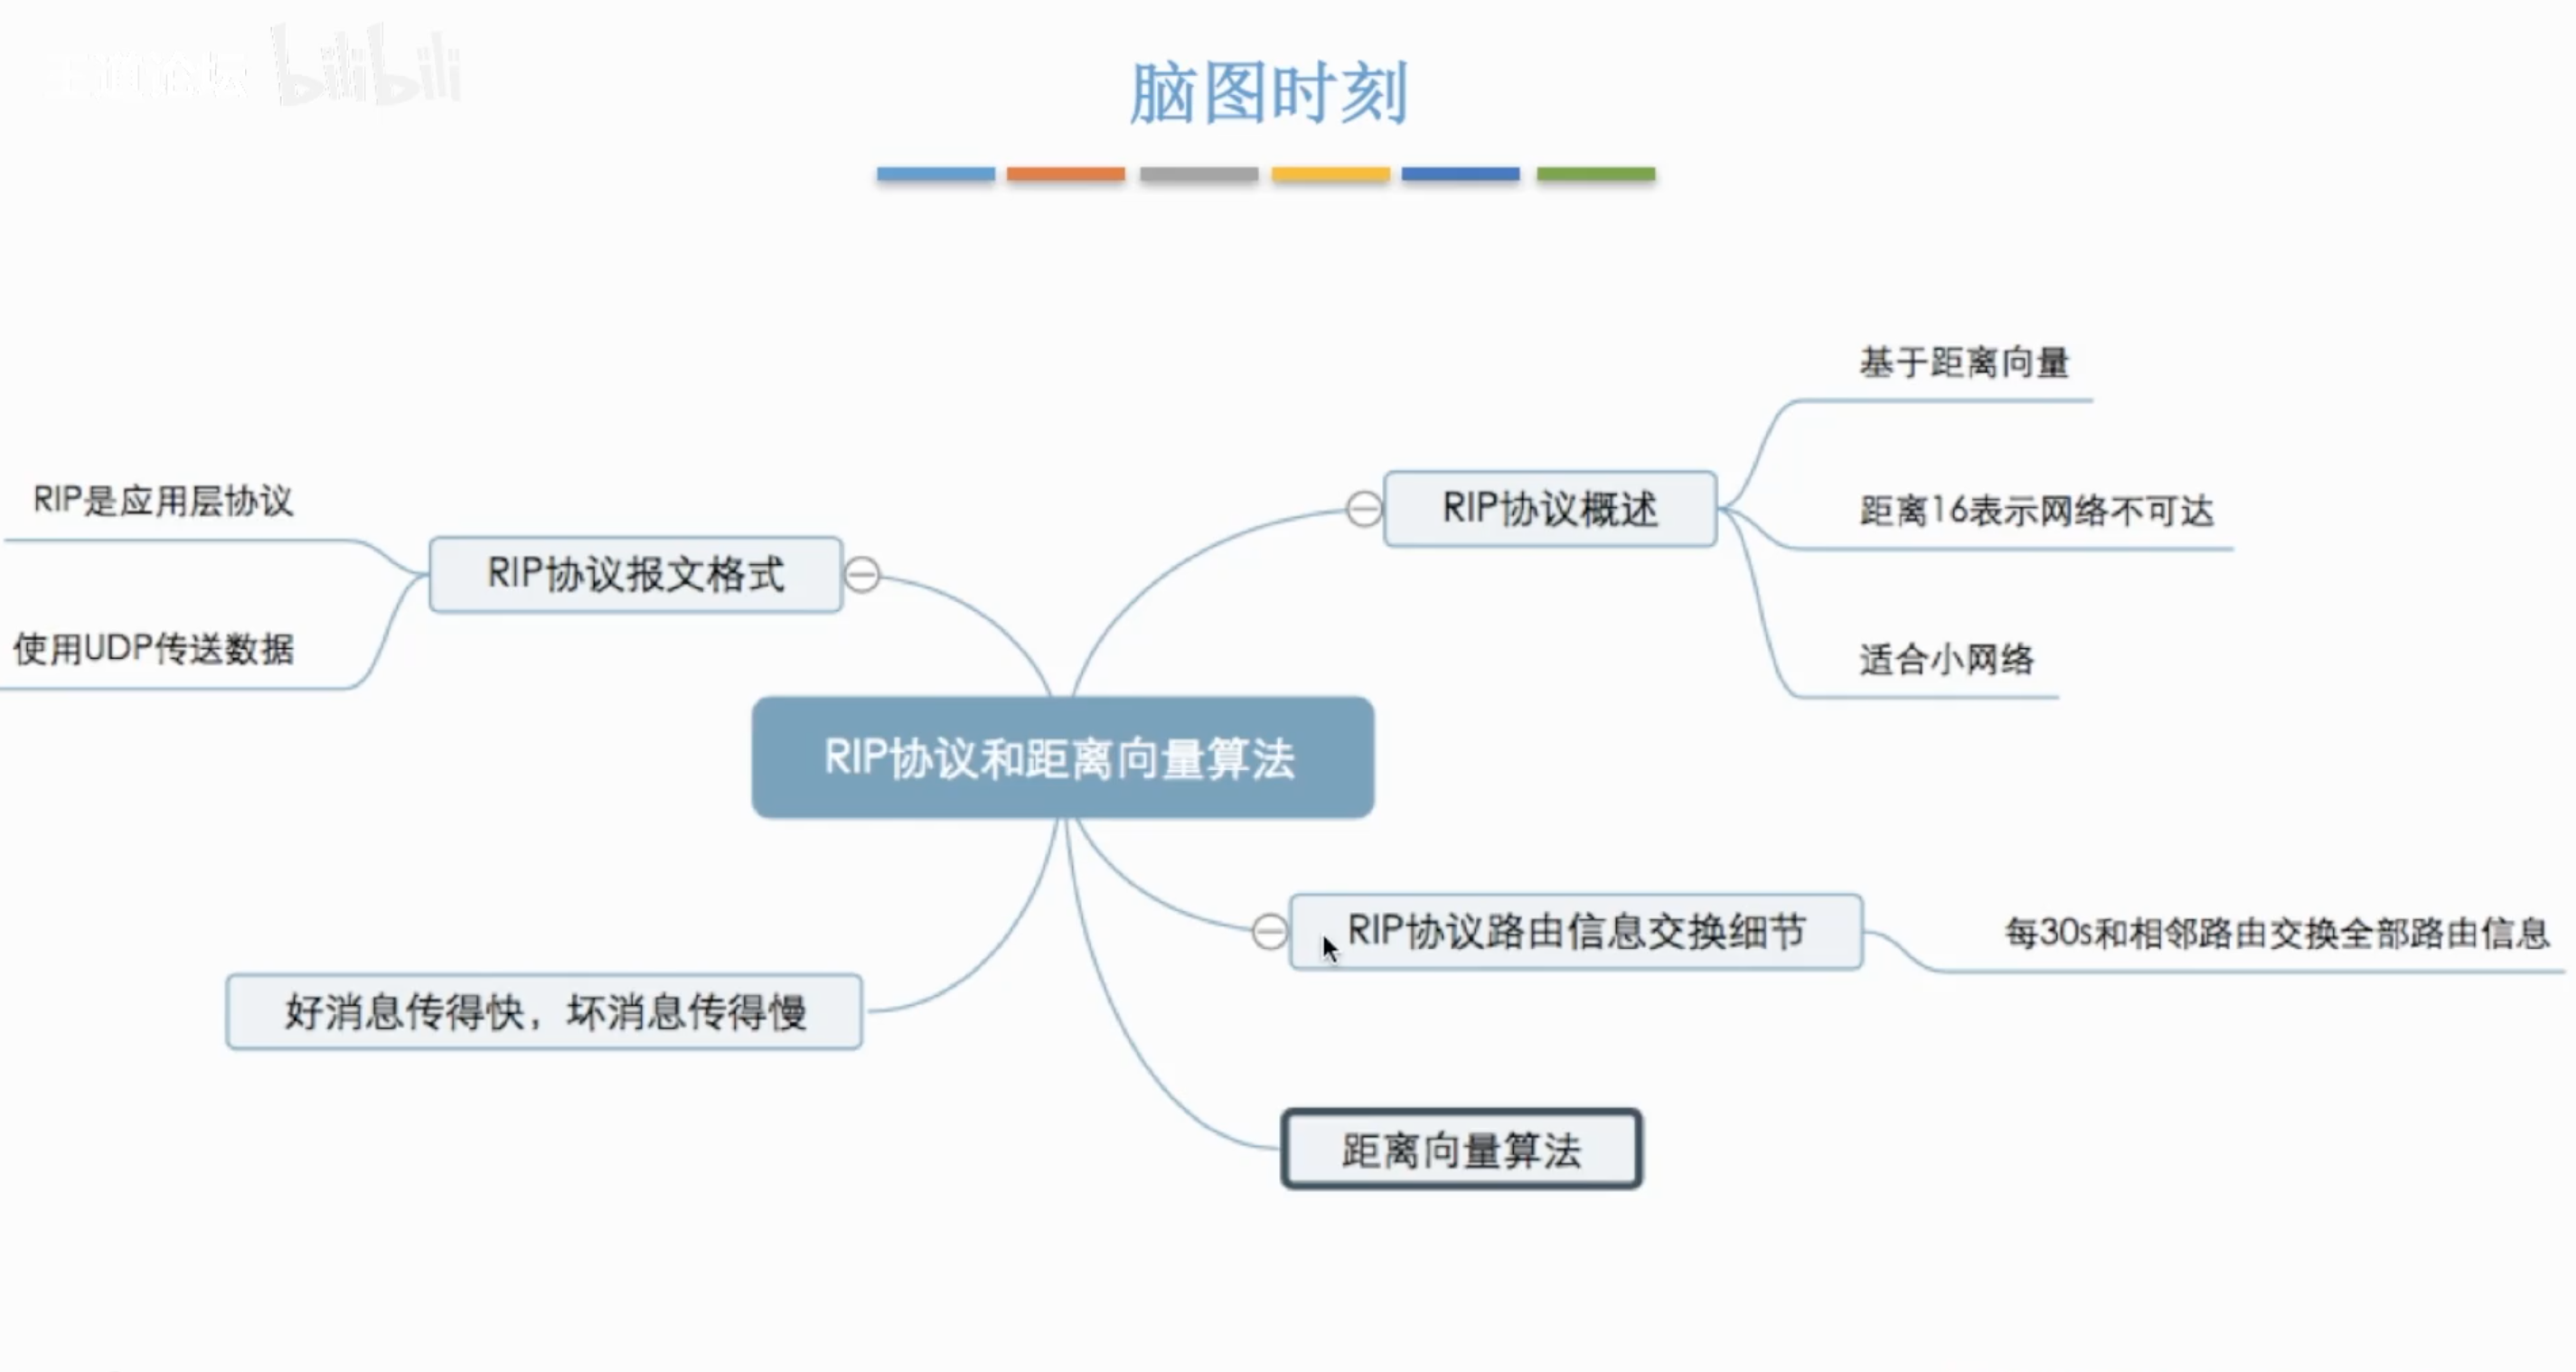 王道论坛 bilibili
脑图时刻
基于距离向量
RIP是应用层协议
RIP协议概述
距离16表示网络不可达
RIP协议报文格式
使用UDP传送数据
适合小网络
RIP协议和距离向量算法
RIP协议路由信息交换细节
每30s和相邻路由交换全部路由信息
好消息传得快，坏消息传得慢
距离向量算法